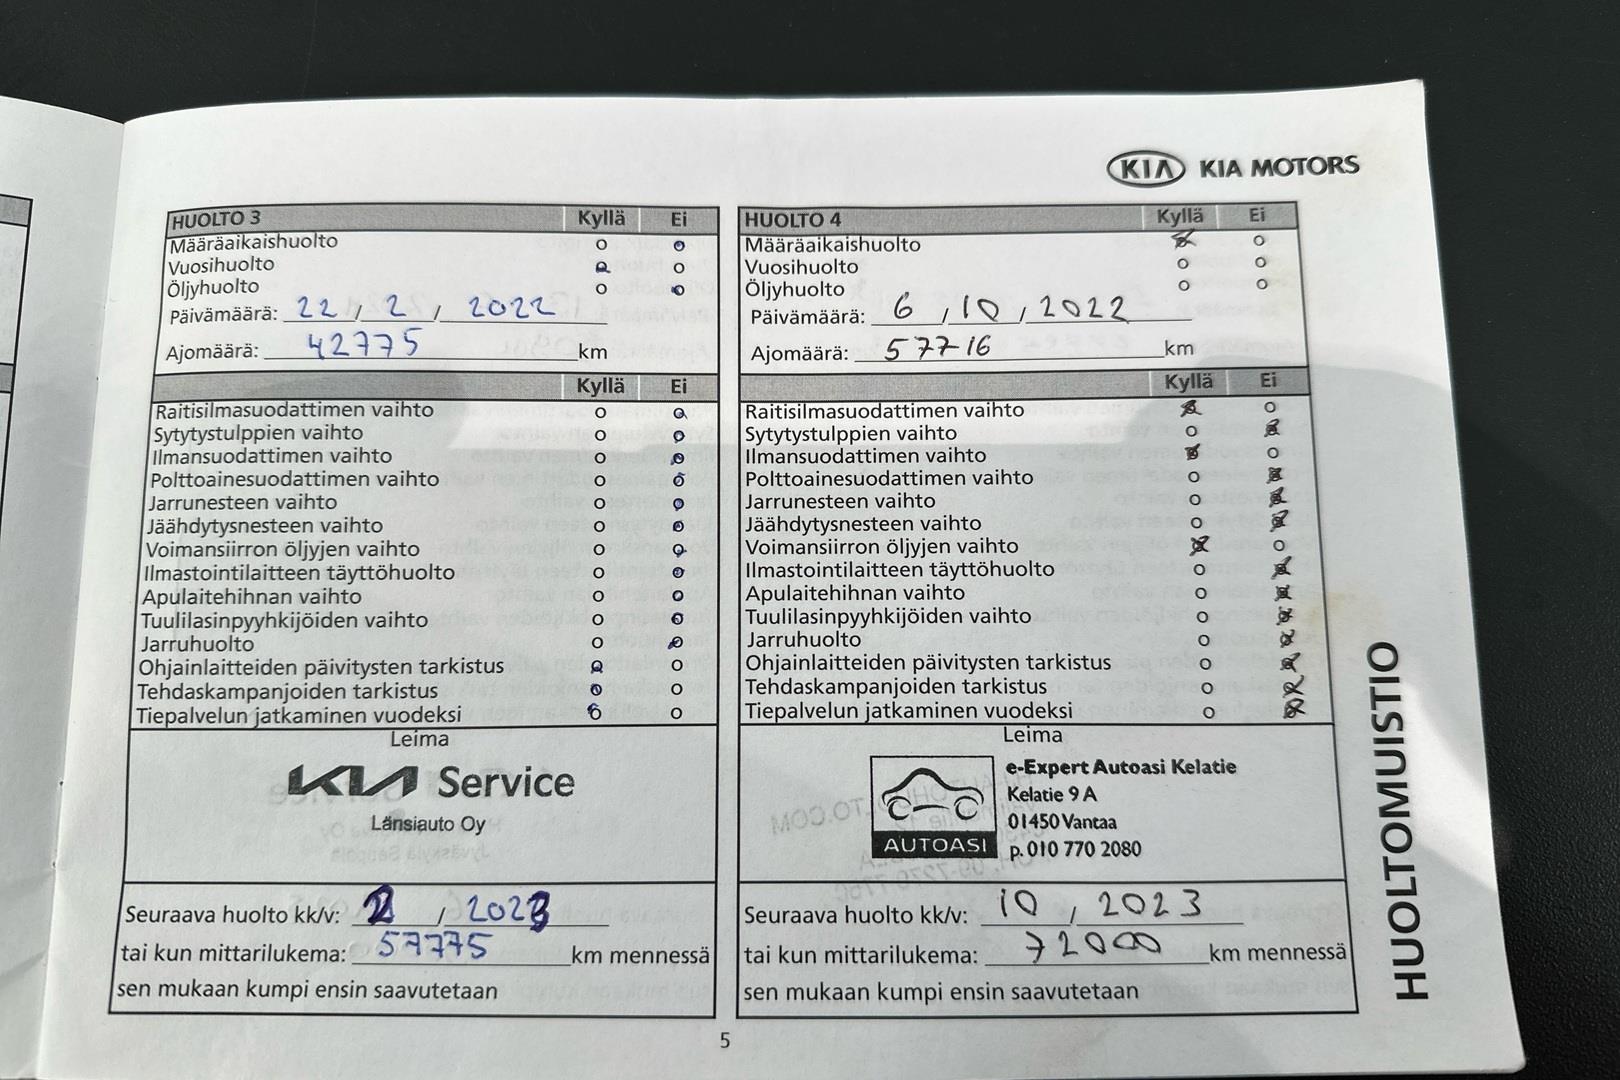 KIA KIA MOTORS
HUOLTO 3 Kyllä Ei
Määräaikaishuolto
Vuosihuolto
Öljyhuolto
Päivämäärä: 22 / 2 / 2022
Ajomäärä: 42775 km
Kyllä Ei
Raitisilmasuodattimen vaihto
Sytytystulppien vaihto
Ilmansuodattimen vaihto
Polttoainesuodattimen vaihto
Jarrunesteen vaihto
Jäähdytysnesteen vaihto
Voimansiirron öljyjen vaihto
Ilmastointilaitteen täyttöhuolto
Apulaitehihnan vaihto
Tuulilasinpyyhkijöiden vaihto
Jarruhuolto
Ohjainlaitteiden päivitysten tarkistus
Tehdaskampanjoiden tarkistus
Tiepalvelun jatkaminen vuodeksi
Leima
KIA Service
Länsiauto Oy
Seuraava huolto kk/v: 2 / 2023
tai kun mittarilukema: 57775 km mennessä
sen mukaan kumpi ensin saavutetaan
HUOLTO 4 Kyllä Ei
Määräaikaishuolto
Vuosihuolto
Öljyhuolto
Päivämäärä: 6 / 10 / 2022
Ajomäärä: 57716 km
Kyllä Ei
Raitisilmasuodattimen vaihto
Sytytystulppien vaihto
Ilmansuodattimen vaihto
Polttoainesuodattimen vaihto
Jarrunesteen vaihto
Jäähdytysnesteen vaihto
Voimansiirron öljyjen vaihto
Ilmastointilaitteen täyttöhuolto
Apulaitehihnan vaihto
Tuulilasinpyyhkijöiden vaihto
Jarruhuolto
Ohjainlaitteiden päivitysten tarkistus
Tehdaskampanjoiden tarkistus
Tiepalvelun jatkaminen vuodeksi
Leima
AUTOASI
e-Expert Autoasi Kelatie
Kelatie 9 A
01450 Vantaa
p. 010 770 2080
Seuraava huolto kk/v: 10 / 2023
tai kun mittarilukema: 72000 km mennessä
sen mukaan kumpi ensin saavutetaan
HUOLTOMUISTIO
5